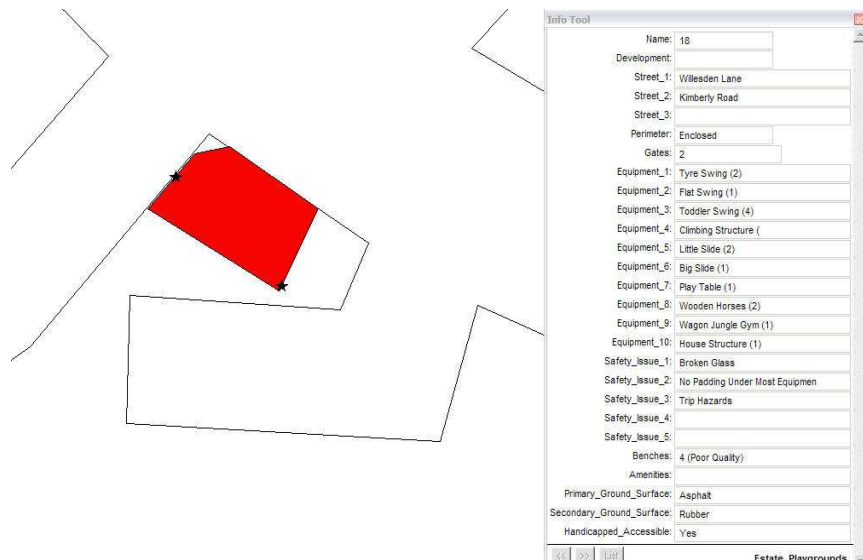 Info Tool
Name: 18
Development:
Street_1: Willesden Lane
Street_2: Kimberly Road
Street_3:
Perimeter: Enclosed
Gates: 2
Equipment_1: Tyre Swing (2)
Equipment_2: Flat Swing (1)
Equipment_3: Toddler Swing (4)
Equipment_4: Climbing Structure (
Equipment_5: Little Slide (2)
Equipment_6: Big Slide (1)
Equipment_7: Play Table (1)
Equipment_8: Wooden Horses (2)
Equipment_9: Wagon Jungle Gym (1)
Equipment_10: House Structure (1)
Safety_Issue_1: Broken Glass
Safety_Issue_2: No Padding Under Most Equipmen
Safety_Issue_3: Trip Hazards
Safety_Issue_4:
Safety_Issue_5:
Benches: 4 (Poor Quality)
Amenities:
Primary_Ground_Surface: Asphalt
Secondary_Ground_Surface: Rubber
Handicapped_Accessible: Yes
<< >> List Estate_Playgrounds